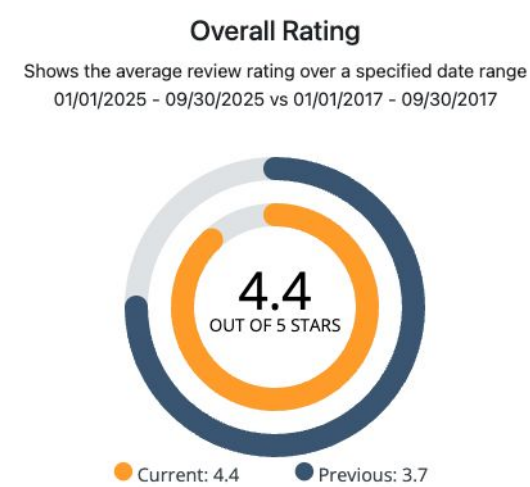 Overall Rating
Shows the average review rating over a specified date range
01/01/2025 - 09/30/2025 vs 01/01/2017 - 09/30/2017
4.4
OUT OF 5 STARS
Current: 4.4
Previous: 3.7